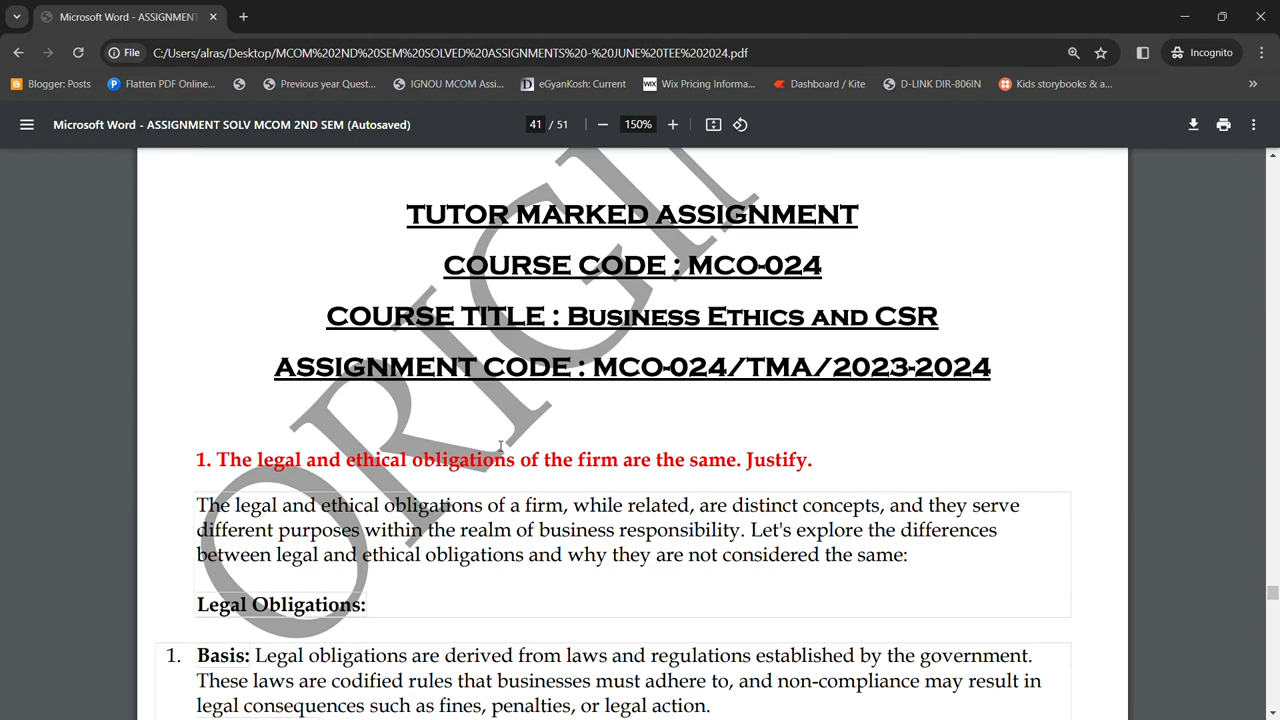 Microsoft Word - ASSIGNMENT
File
C:/Users/alras/Desktop/MCOM%202ND%20SEM%20SOLVED%20ASSIGNMENTS%20-%20JUNE%20TEE%202024.pdf
Incognito
Blogger: Posts
Flatten PDF Online...
Previous year Quest...
IGNOU MCOM Assi...
eGyanKosh: Current
WIX
Wix Pricing Informa...
Dashboard / Kite
D-LINK DIR-806IN
Kids storybooks & a...
Microsoft Word - ASSIGNMENT SOLV MCOM 2ND SEM (Autosaved)
41 / 51
150%
ORIGI
TUTOR MARKED ASSIGNMENT
COURSE CODE : MCO-024
COURSE TITLE : Business Ethics and CSR
ASSIGNMENT CODE : MCO-024/TMA/2023-2024
1. The legal and ethical obligations of the firm are the same. Justify.
The legal and ethical obligations of a firm, while related, are distinct concepts, and they serve
different purposes within the realm of business responsibility. Let's explore the differences
between legal and ethical obligations and why they are not considered the same:
Legal Obligations:
1. Basis: Legal obligations are derived from laws and regulations established by the government.
These laws are codified rules that businesses must adhere to, and non-compliance may result in
legal consequences such as fines, penalties, or legal action.